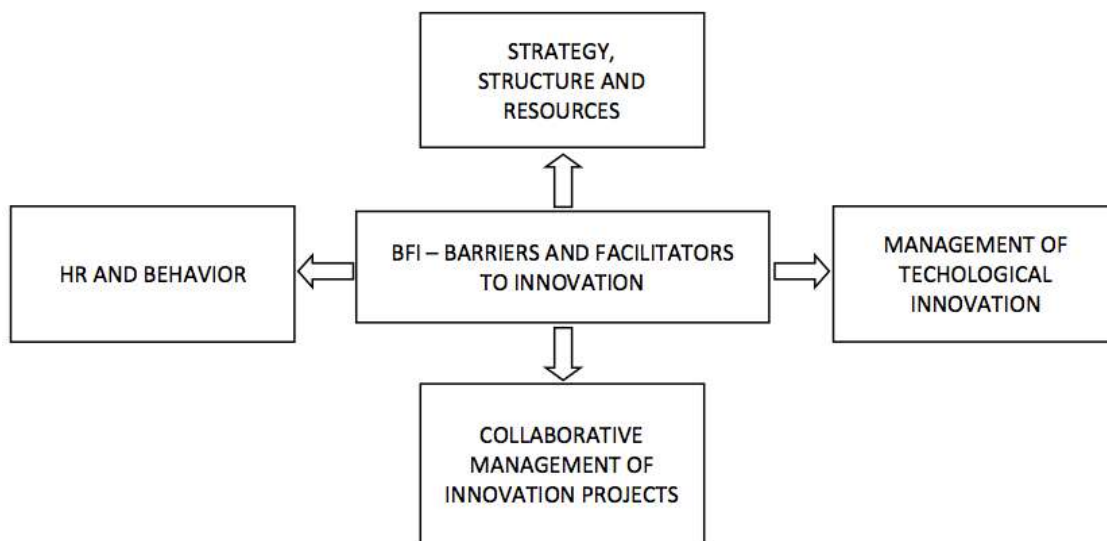 STRATEGY,
STRUCTURE AND
RESOURCES
HR AND BEHAVIOR
BFI – BARRIERS AND FACILITATORS
TO INNOVATION
MANAGEMENT OF
TECHOLOGICAL
INNOVATION
COLLABORATIVE
MANAGEMENT OF
INNOVATION PROJECTS